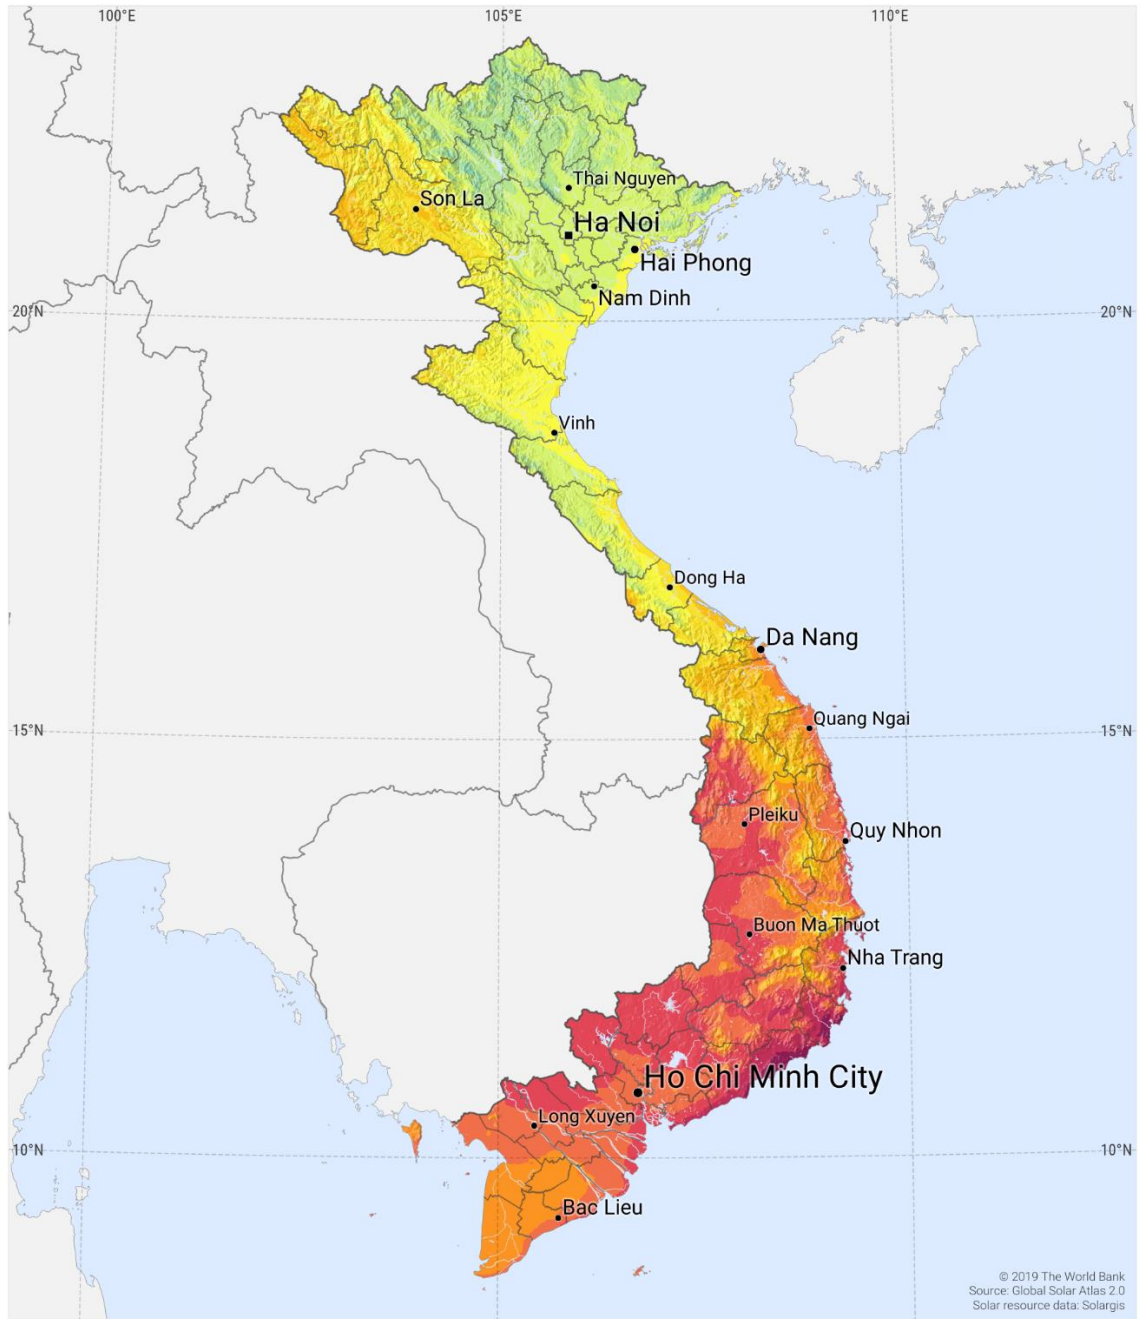 100°E
105°E
110°E
Thai Nguyen
Son La
Ha Noi
Hai Phong
Nam Dinh
20°N
20°N
Vinh
Dong Ha
Da Nang
Quang Ngai
15°N
15°N
Pleiku
Quy Nhon
Buon Ma Thuot
Nha Trang
Ho Chi Minh City
Long Xuyen
10°N
10°N
Bac Lieu
© 2019 The World Bank
Source: Global Solar Atlas 2.0
Solar resource data: Solargis